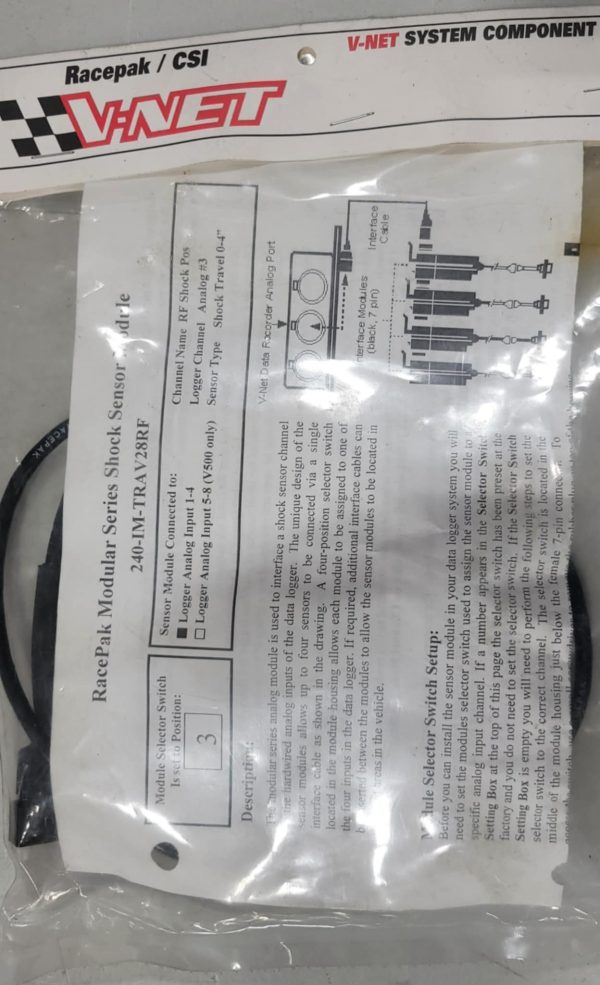 Racepak / CSI
V-NET SYSTEM COMPONENT
V-NET
RACEPAK
RacePak Modular Series Shock Sensor Module
240-IM-TRAV28RF
Module Selector Switch
Is set to Position:
3
Sensor Module Connected to:
■ Logger Analog Input 1-4
□ Logger Analog Input 5-8 (V500 only)
Channel Name RF Shock Pos
Logger Channel Analog #3
Sensor Type Shock Travel 0-4"
Description:
The modular series analog module is used to interface a shock sensor channel
the hardwired analog inputs of the data logger. The unique design of the
sensor modules allows up to four sensors to be connected via a single
interface cable as shown in the drawing. A four-position selector switch
located in the module housing allows each module to be assigned to one of
the four inputs in the data logger. If required, additional interface cables can
inserted between the modules to allow the sensor modules to be located in
areas in the vehicle.
V-Net Data Recorder Analog Port
Interface Modules
(black, 7 pin)
Interface
Cable
Module Selector Switch Setup:
Before you can install the sensor module in your data logger system you will
need to set the modules selector switch used to assign the sensor module to
specific analog input channel. If a number appears in the Selector Switch
Setting Box at the top of this page the selector switch has been preset at the
factory and you do not need to set the selector switch. If the Selector Switch
Setting Box is empty you will need to perform the following steps to set the
selector switch to the correct channel. The selector switch is located in the
middle of the module housing just below the female 7-pin connector. To